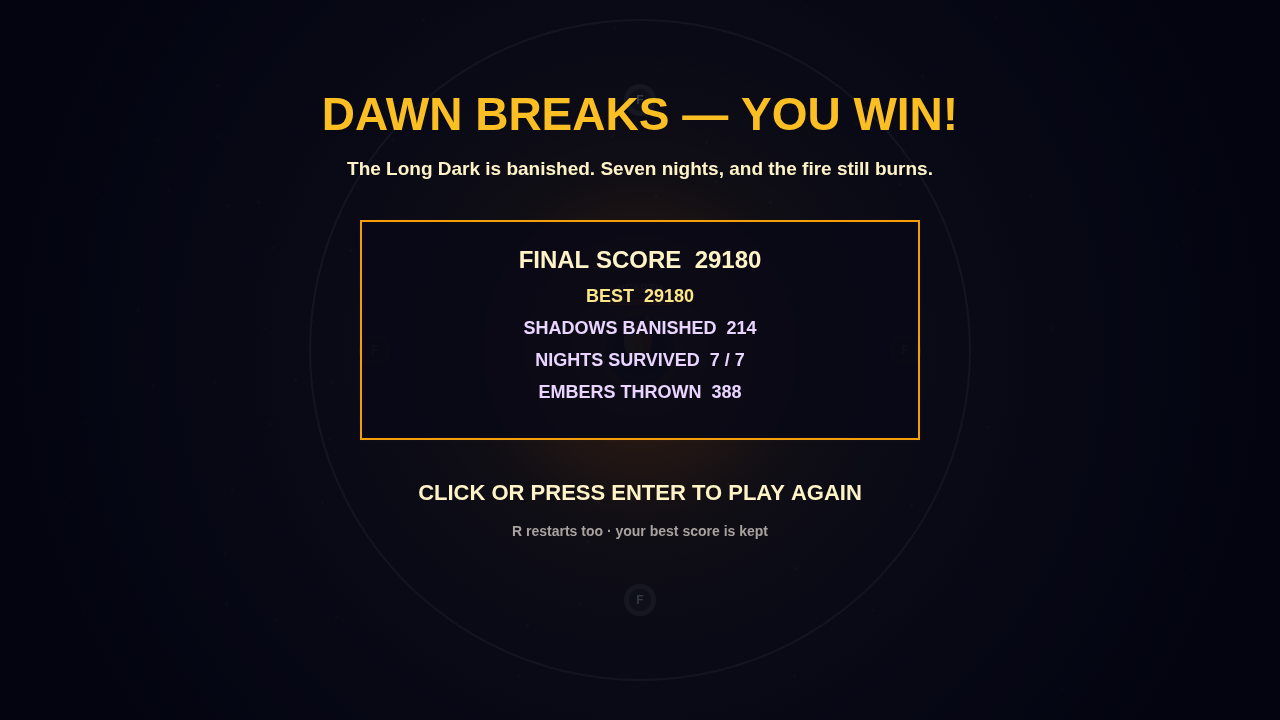 F
DAWN BREAKS — YOU WIN!
The Long Dark is banished. Seven nights, and the fire still burns.
FINAL SCORE 29180
BEST 29180
SHADOWS BANISHED 214
F
F
NIGHTS SURVIVED 7 / 7
EMBERS THROWN 388
CLICK OR PRESS ENTER TO PLAY AGAIN
R restarts too · your best score is kept
F